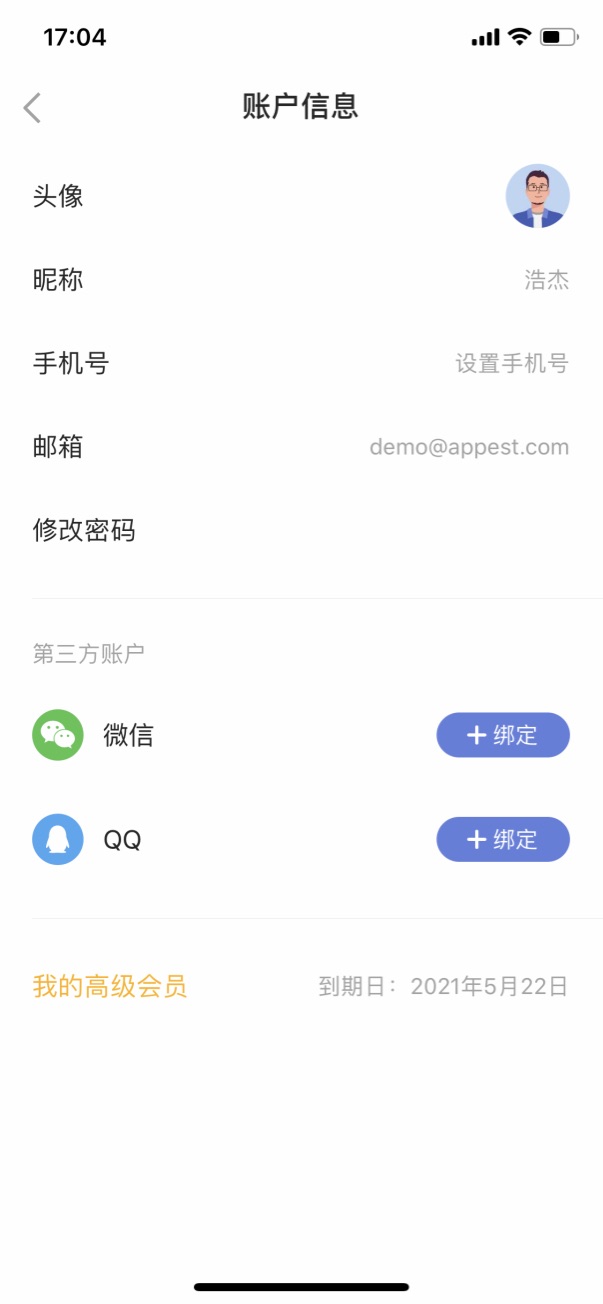 17:04
账户信息
头像
昵称 浩杰
手机号 设置手机号
邮箱 demo@appest.com
修改密码
第三方账户
微信 +绑定
QQ +绑定
我的高级会员 到期日：2021年5月22日